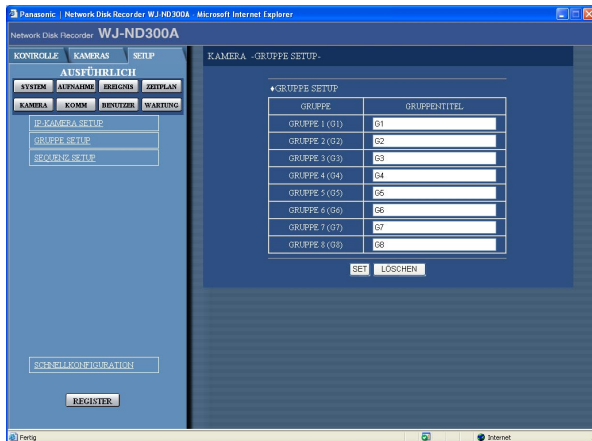 Panasonic | Network Disk Recorder WJ-ND300A - Microsoft Internet Explorer
Network Disk Recorder WJ-ND300A
KONTROLLE KAMERAS SETUP
AUSFÜHRLICH
SYSTEM AUFNAHME EREIGNIS ZEITPLAN
KAMERA KOMM BENUTZER WARTUNG
IP-KAMERA SETUP
GRUPPE SETUP
SEQUENZ SETUP
SCHNELLKONFIGURATION
REGISTER
KAMERA -GRUPPE SETUP-
♦GRUPPE SETUP
GRUPPE GRUPPENTITEL
GRUPPE 1 (G1) G1
GRUPPE 2 (G2) G2
GRUPPE 3 (G3) G3
GRUPPE 4 (G4) G4
GRUPPE 5 (G5) G5
GRUPPE 6 (G6) G6
GRUPPE 7 (G7) G7
GRUPPE 8 (G8) G8
SET LÖSCHEN
Fertig Internet